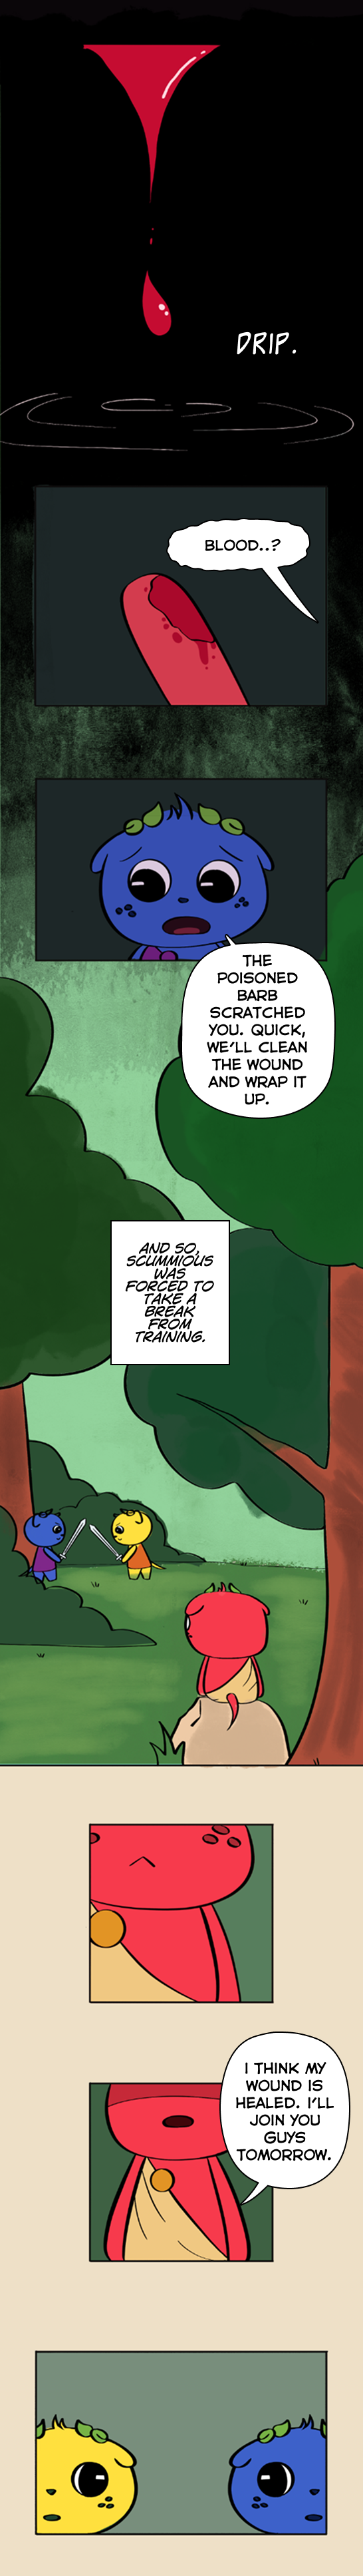 DRIP.
BLOOD..?
THE
POISONED
BARB
SCRATCHED
YOU. QUICK,
WE'LL CLEAN
THE WOUND
AND WRAP IT
UP.
AND SO,
SCUMMIOUS
WAS
FORCED TO
TAKE A
BREAK
FROM
TRAINING.
I THINK MY
WOUND IS
HEALED. I'LL
JOIN YOU
GUYS
TOMORROW.